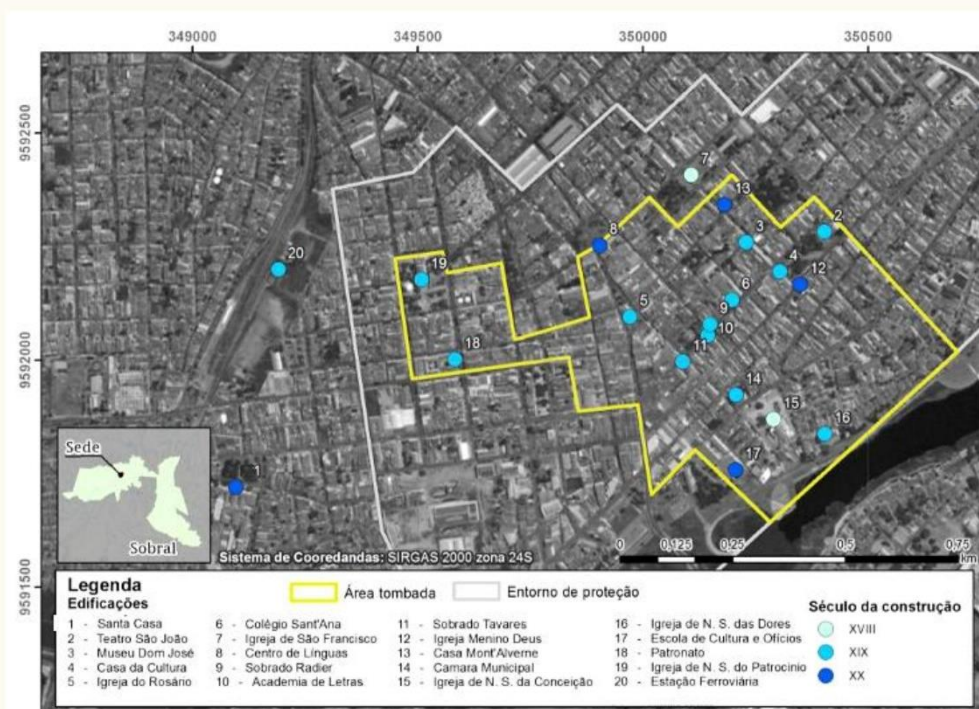 349000 349500 350000 350500
9592500
9592000
9591500
7
13
8
3
2
4
12
20
19
6
5
9
10
11
18
14
15
16
17
1
Sede
Sobral
Sistema de Cooredandas: SIRGAS 2000 zona 24S
0 0,125 0,25 0,5 0,75
km
Legenda
Edificações
1 - Santa Casa
2 - Teatro São João
3 - Museu Dom José
4 - Casa da Cultura
5 - Igreja do Rosário
6 - Colégio Sant'Ana
7 - Igreja de São Francisco
8 - Centro de Línguas
9 - Sobrado Radier
10 - Academia de Letras
11 - Sobrado Tavares
12 - Igreja Menino Deus
13 - Casa Mont'Alverne
14 - Camara Municipal
15 - Igreja de N. S. da Conceição
16 - Igreja de N. S. das Dores
17 - Escola de Cultura e Ofícios
18 - Patronato
19 - Igreja de N. S. do Patrocinio
20 - Estação Ferroviária
Área tombada
Entorno de proteção
Século da construção
XVIII
XIX
XX